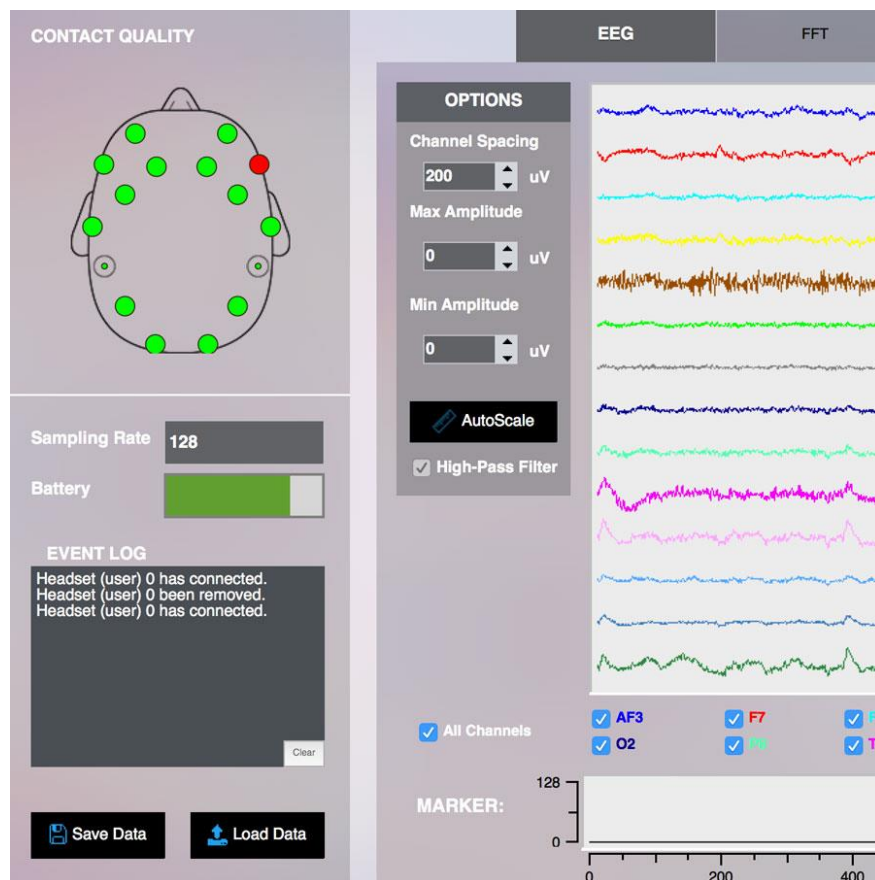 CONTACT QUALITY
EEG
FFT
OPTIONS
Channel Spacing
200 uV
Max Amplitude
0 uV
Min Amplitude
0 uV
AutoScale
High-Pass Filter
Sampling Rate 128
Battery
EVENT LOG
Headset (user) 0 has connected.
Headset (user) 0 been removed.
Headset (user) 0 has connected.
Clear
Save Data
Load Data
All Channels
AF3 F7
O2 P8
MARKER:
128
0
0 200 400